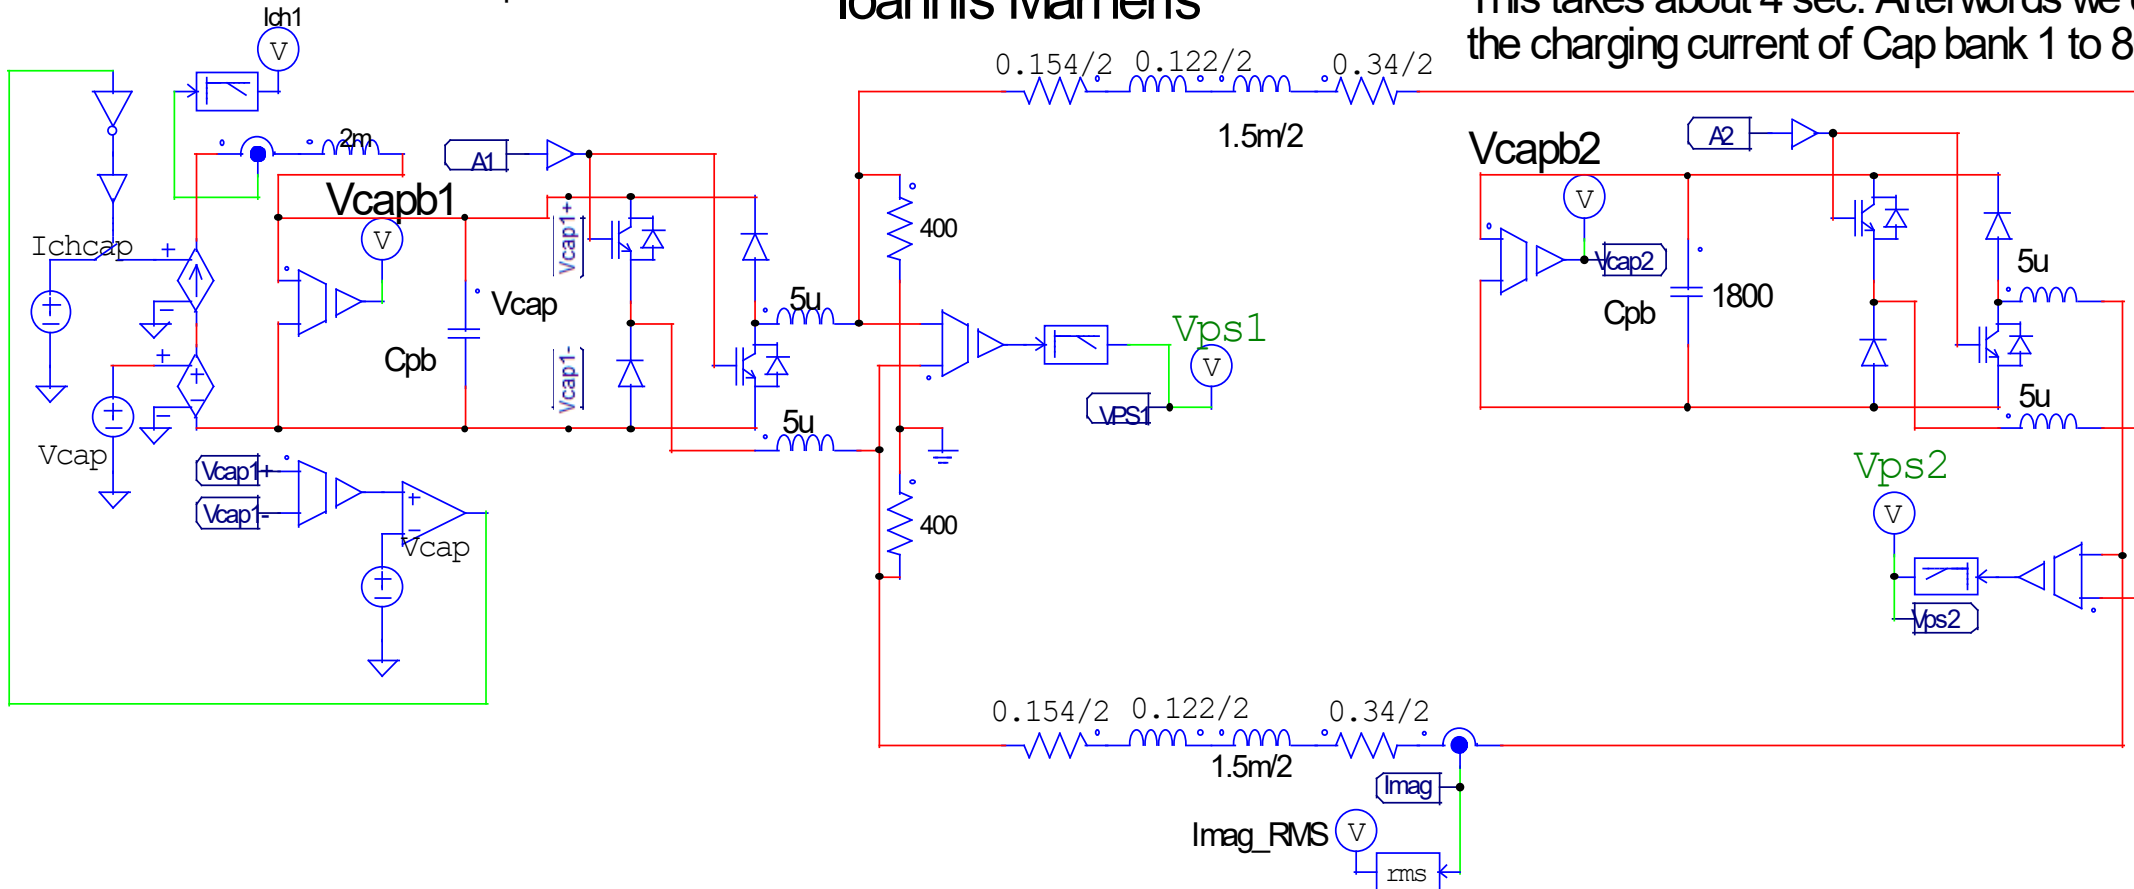 This takes about 4 sec. Afterwords we
the charging current of Cap bank 1 to 8
Ich1
V
0.154/2
0.122/2
0.34/2
1.5m/2
2m
A1
A2
Vcapb1
V
Vcapb2
V
Vcap1+
400
Ichcap
+
Vcap2
5u
1800
Vcap
5u
Cpb
Vps1
V
Cpb
Vcap1-
VPS1
5u
5u
Vcap
Vcap1+
Vcap1-
Vps2
V
400
Vcap
Vps2
0.154/2
0.122/2
0.34/2
1.5m/2
Imag
Imag_RMS
V
rms